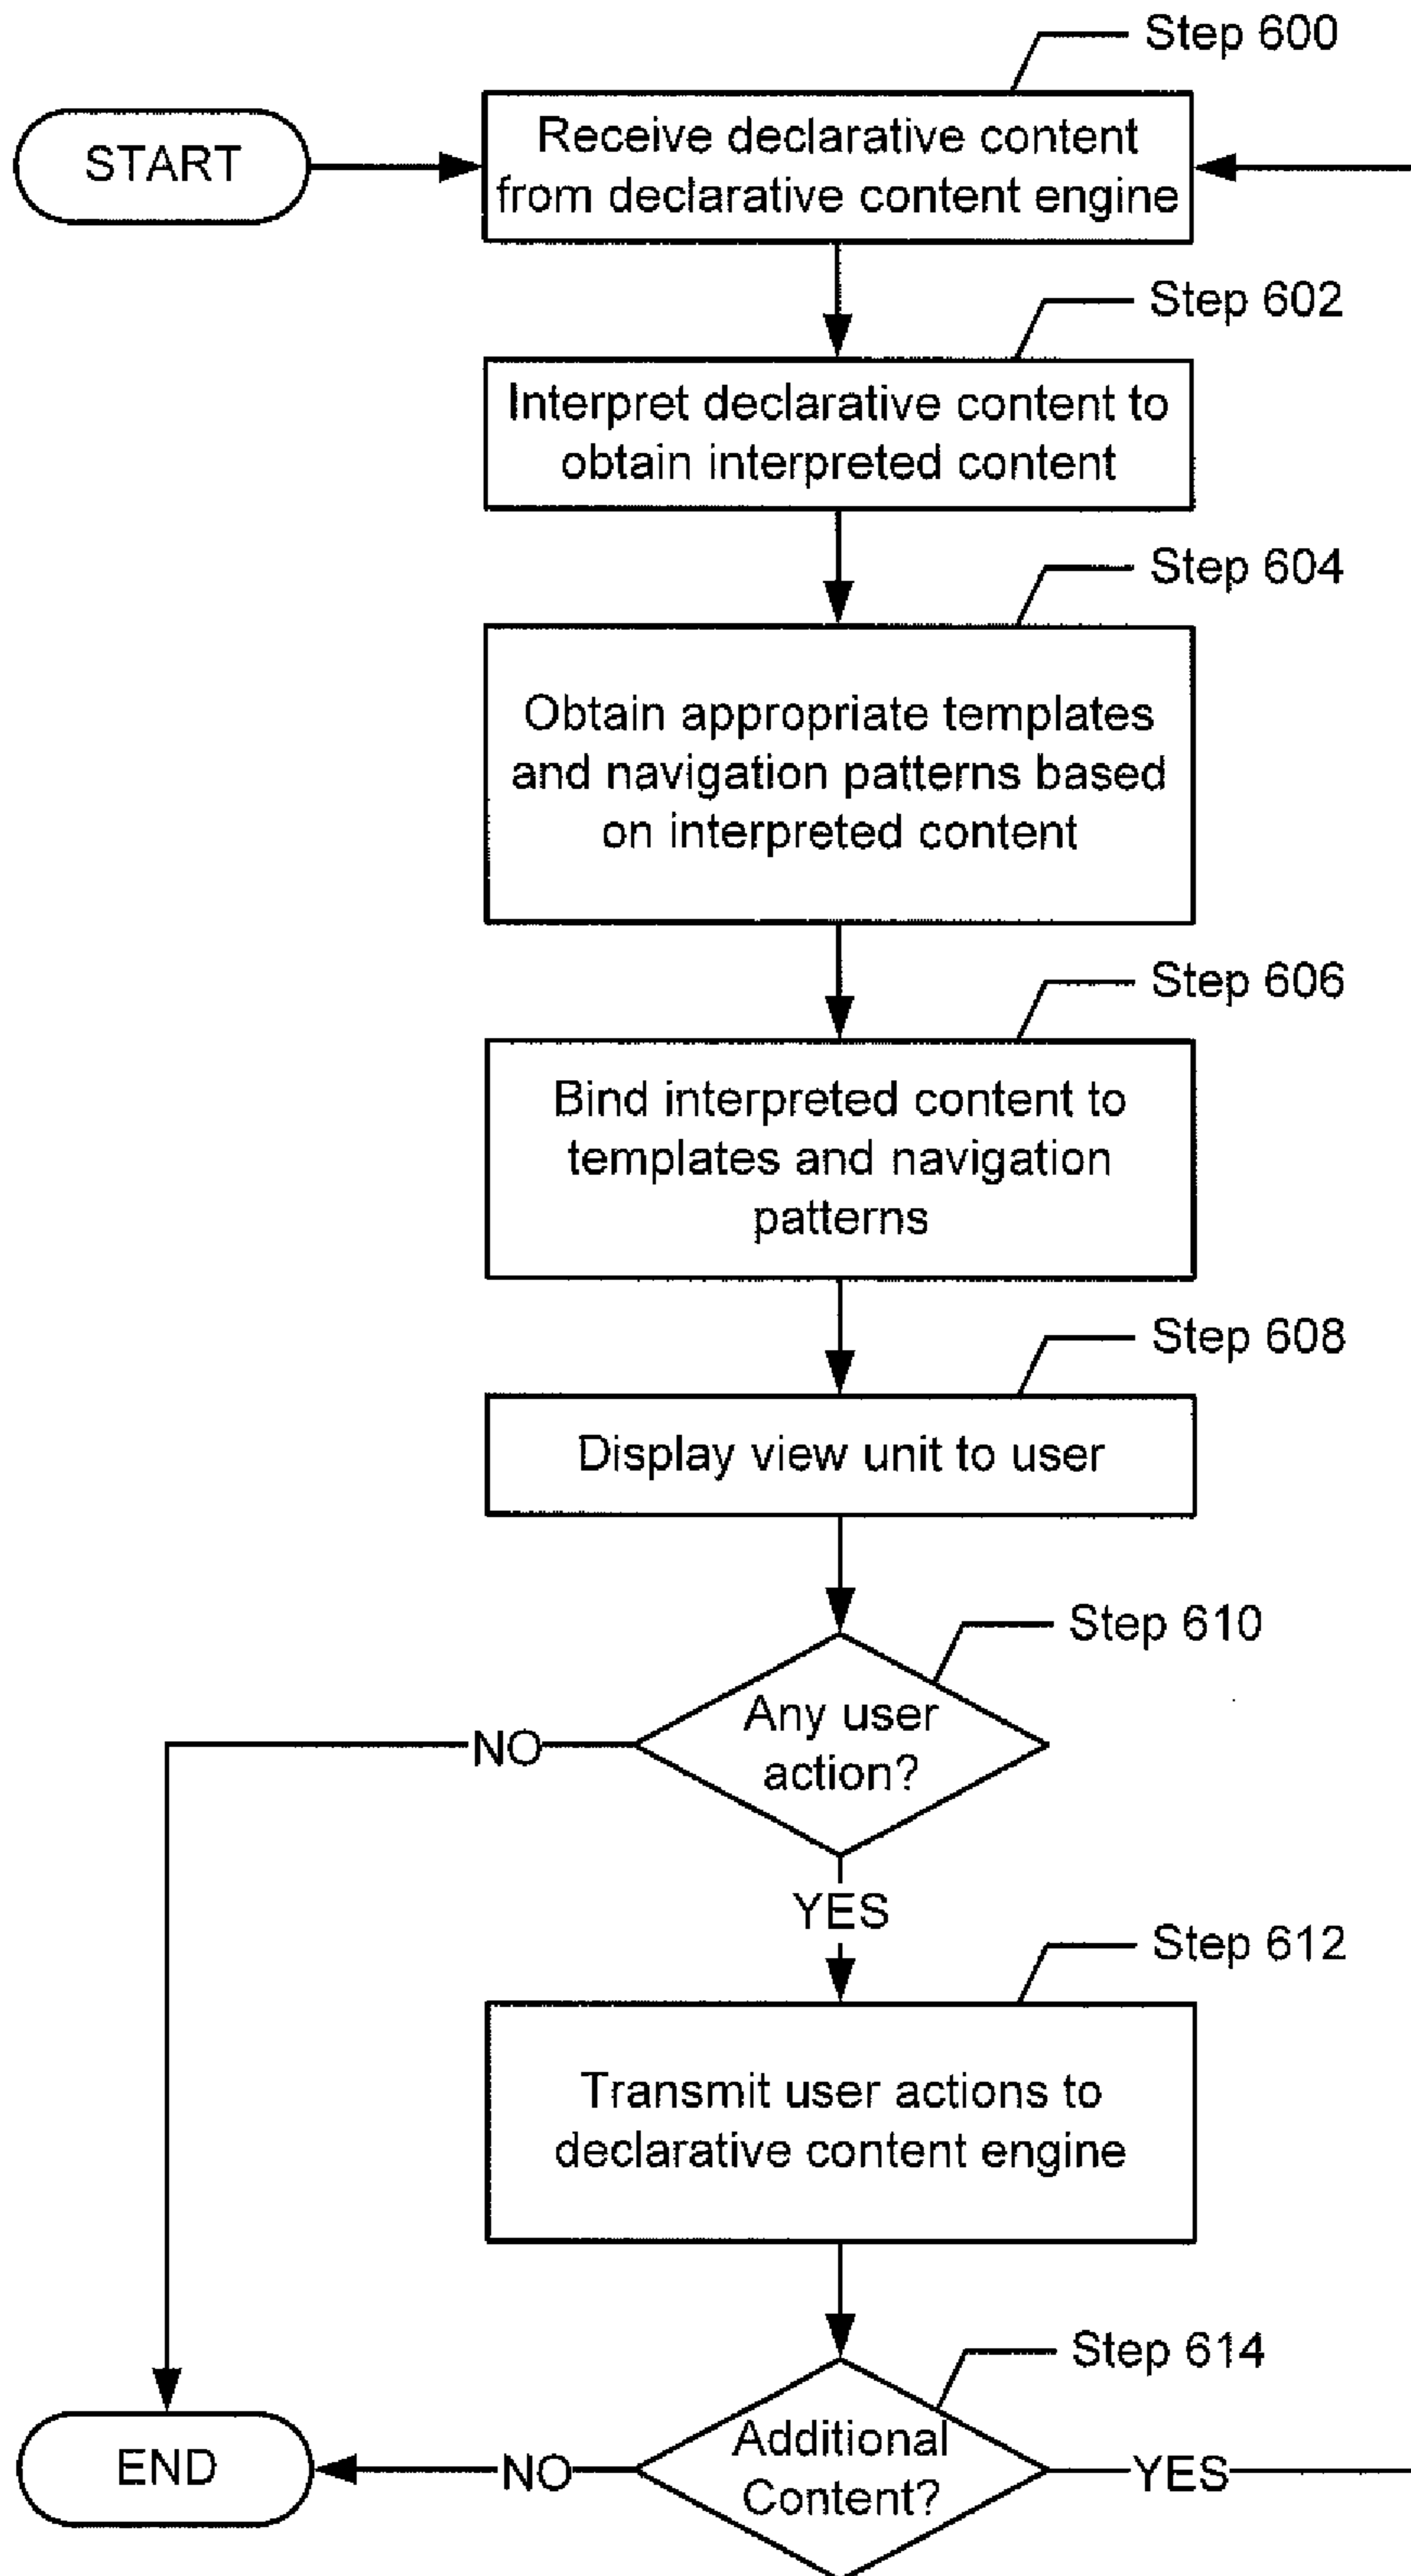 Step 600
START
Receive declarative content
from declarative content engine
Step 602
Interpret declarative content to
obtain interpreted content
Step 604
Obtain appropriate templates
and navigation patterns based
on interpreted content
Step 606
Bind interpreted content to
templates and navigation
patterns
Step 608
Display view unit to user
Step 610
Any user
action?
NO
YES
Step 612
Transmit user actions to
declarative content engine
Step 614
Additional
Content?
END
NO
YES